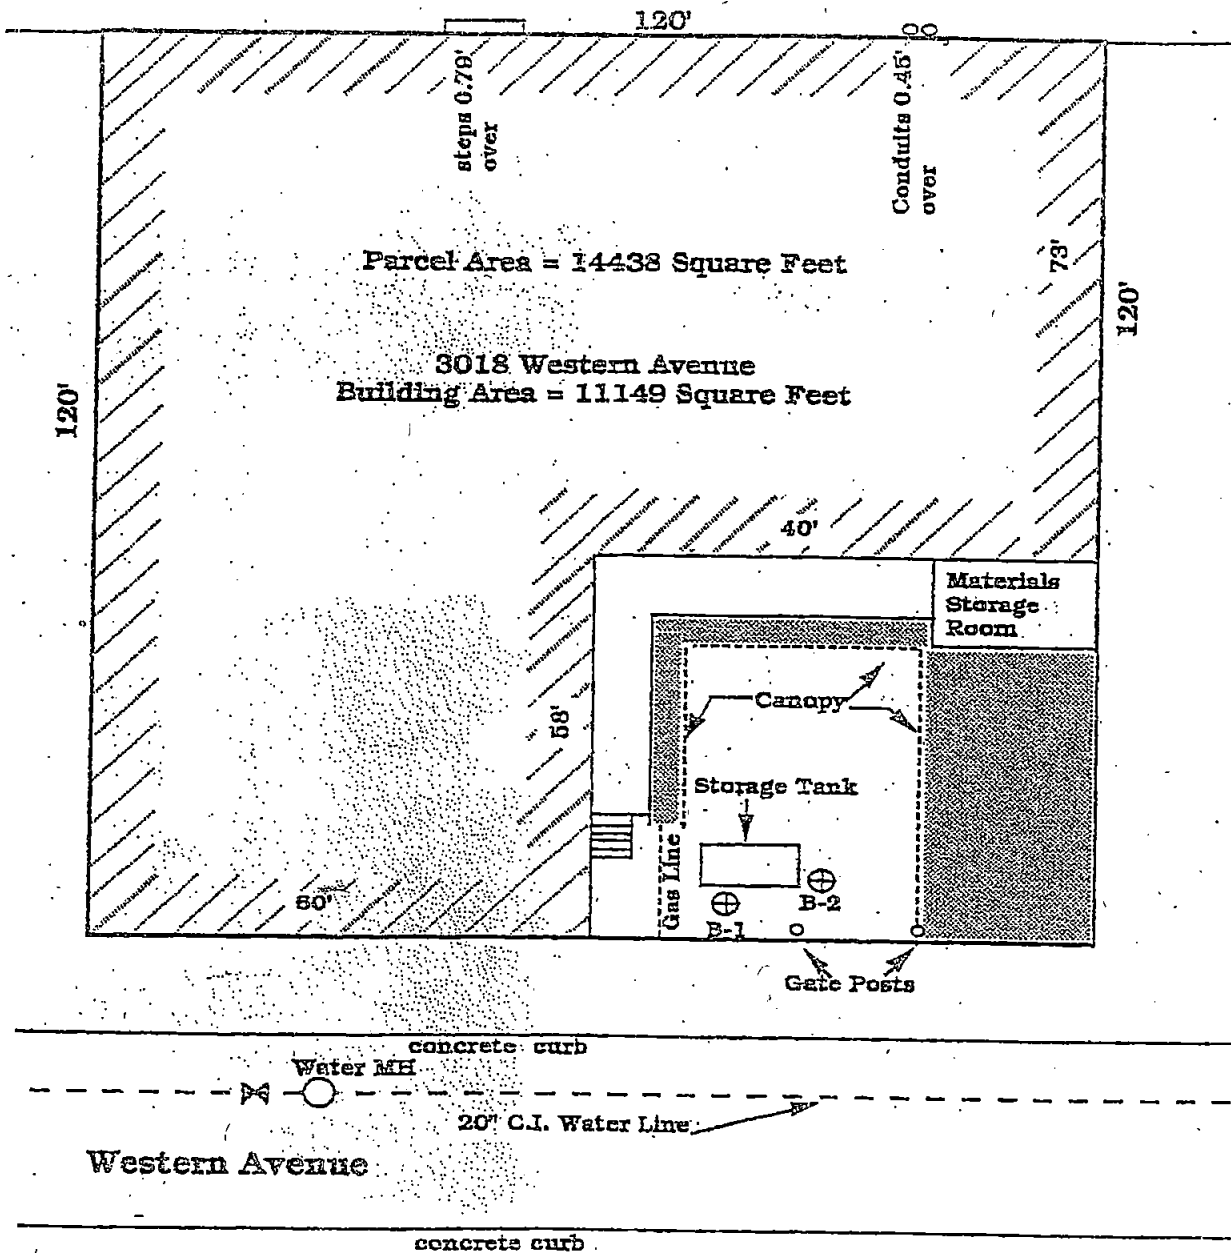 120'
steps 0.79'
over
Conduits 0.45'
over
Parcel Area = 14438 Square Feet
73'
120'
3018 Western Avenue
Building Area = 11149 Square Feet
120'
40'
Materials
Storage
Room
Canopy
58'
Storage Tank
Gas Line
60'
B-1
B-2
Gate Posts
concrete curb
Water MH
20" C.I. Water Line
Western Avenue
concrete curb